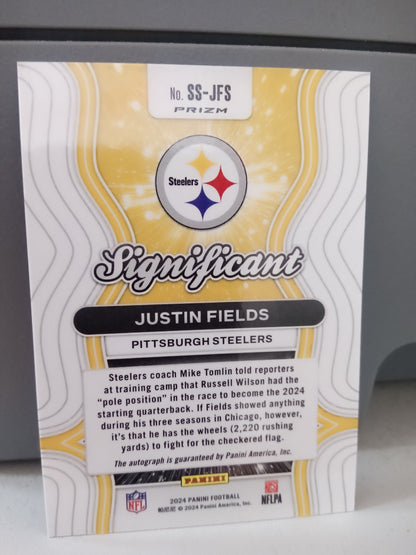 No. SS-JFS
PRIZM
Steelers
Significant
JUSTIN FIELDS
PITTSBURGH STEELERS
Steelers coach Mike Tomlin told reporters
at training camp that Russell Wilson had the
"pole position" in the race to become the 2024
starting quarterback. If Fields showed anything
during his three seasons in Chicago, however,
it's that he has the wheels (2,220 rushing
yards) to fight for the checkered flag.
The autograph is guaranteed by Panini America, Inc.
PANINI
NFL
2024 PANINI FOOTBALL
© 2024 Panini America, Inc.
NFLPA